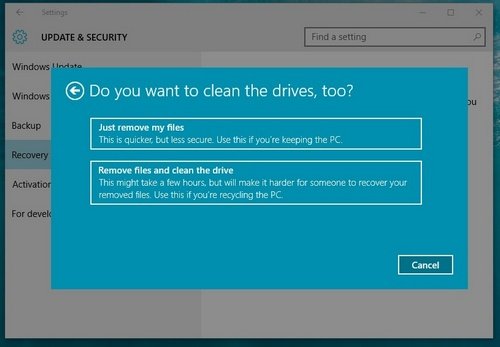 Settings
UPDATE & SECURITY
Find a setting
Windows Update
Windows
Backup
Recovery
Activation
For develo
ou
Do you want to clean the drives, too?
Just remove my files
This is quicker, but less secure. Use this if you're keeping the PC.
Remove files and clean the drive
This might take a few hours, but will make it harder for someone to recover your
removed files. Use this if you're recycling the PC.
Cancel